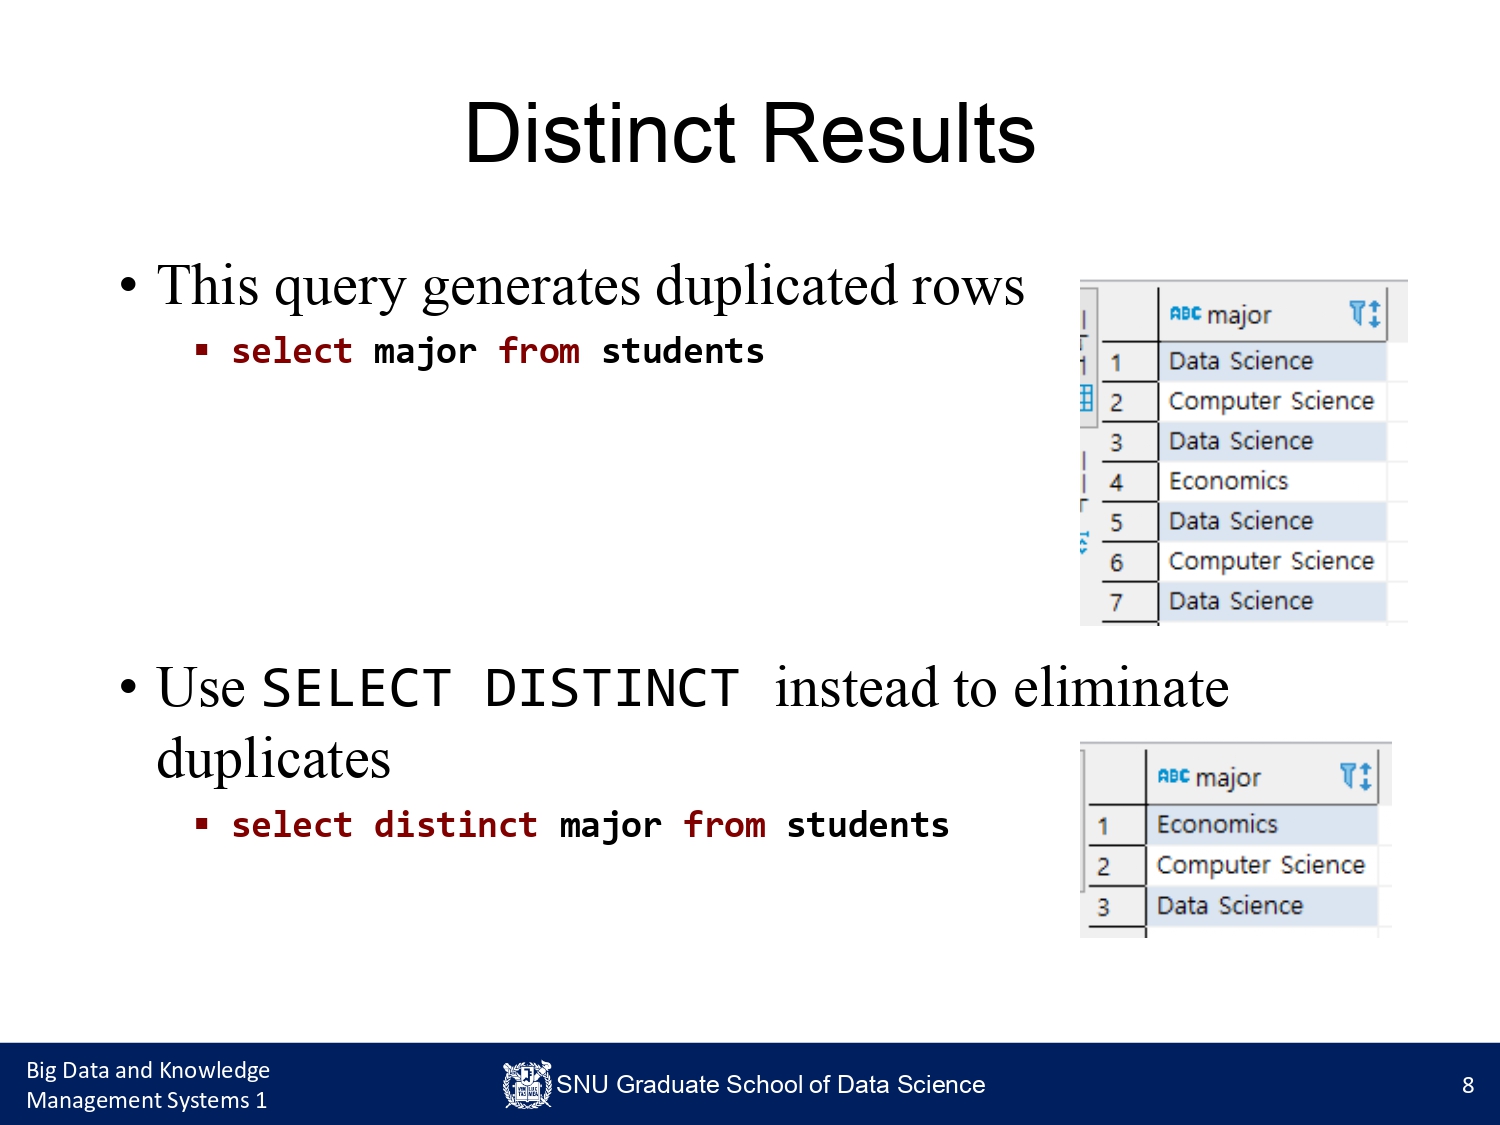 Distinct Results
• This query generates duplicated rows
▪ select major from students
ABC major
1 Data Science
2 Computer Science
3 Data Science
4 Economics
5 Data Science
6 Computer Science
7 Data Science
• Use SELECT DISTINCT instead to eliminate
duplicates
▪ select distinct major from students
ABC major
1 Economics
2 Computer Science
3 Data Science
Big Data and Knowledge
Management Systems 1
SNU Graduate School of Data Science
8